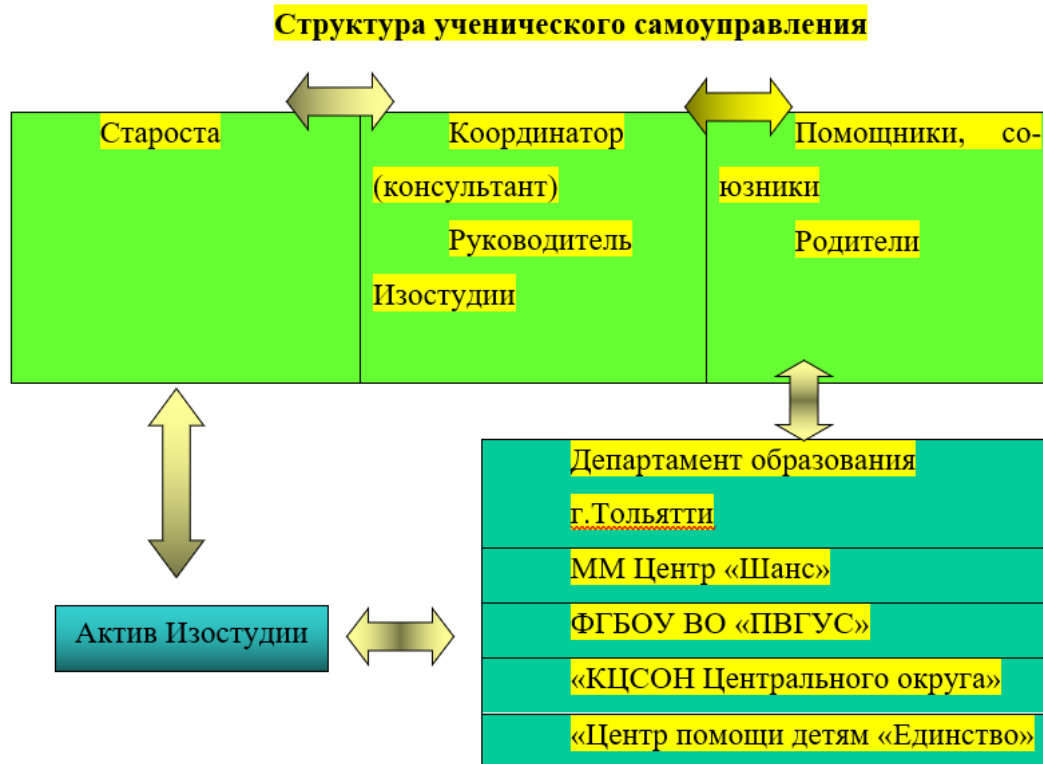 Структура ученического самоуправления
Староста
Координатор
(консультант)
Руководитель
Изостудии
Помощники, со-
юзники
Родители
Департамент образования
г.Тольятти
ММ Центр «Шанс»
ФГБОУ ВО «ПВГУС»
«КЦСОН Центрального округа»
«Центр помощи детям «Единство»
Актив Изостудии